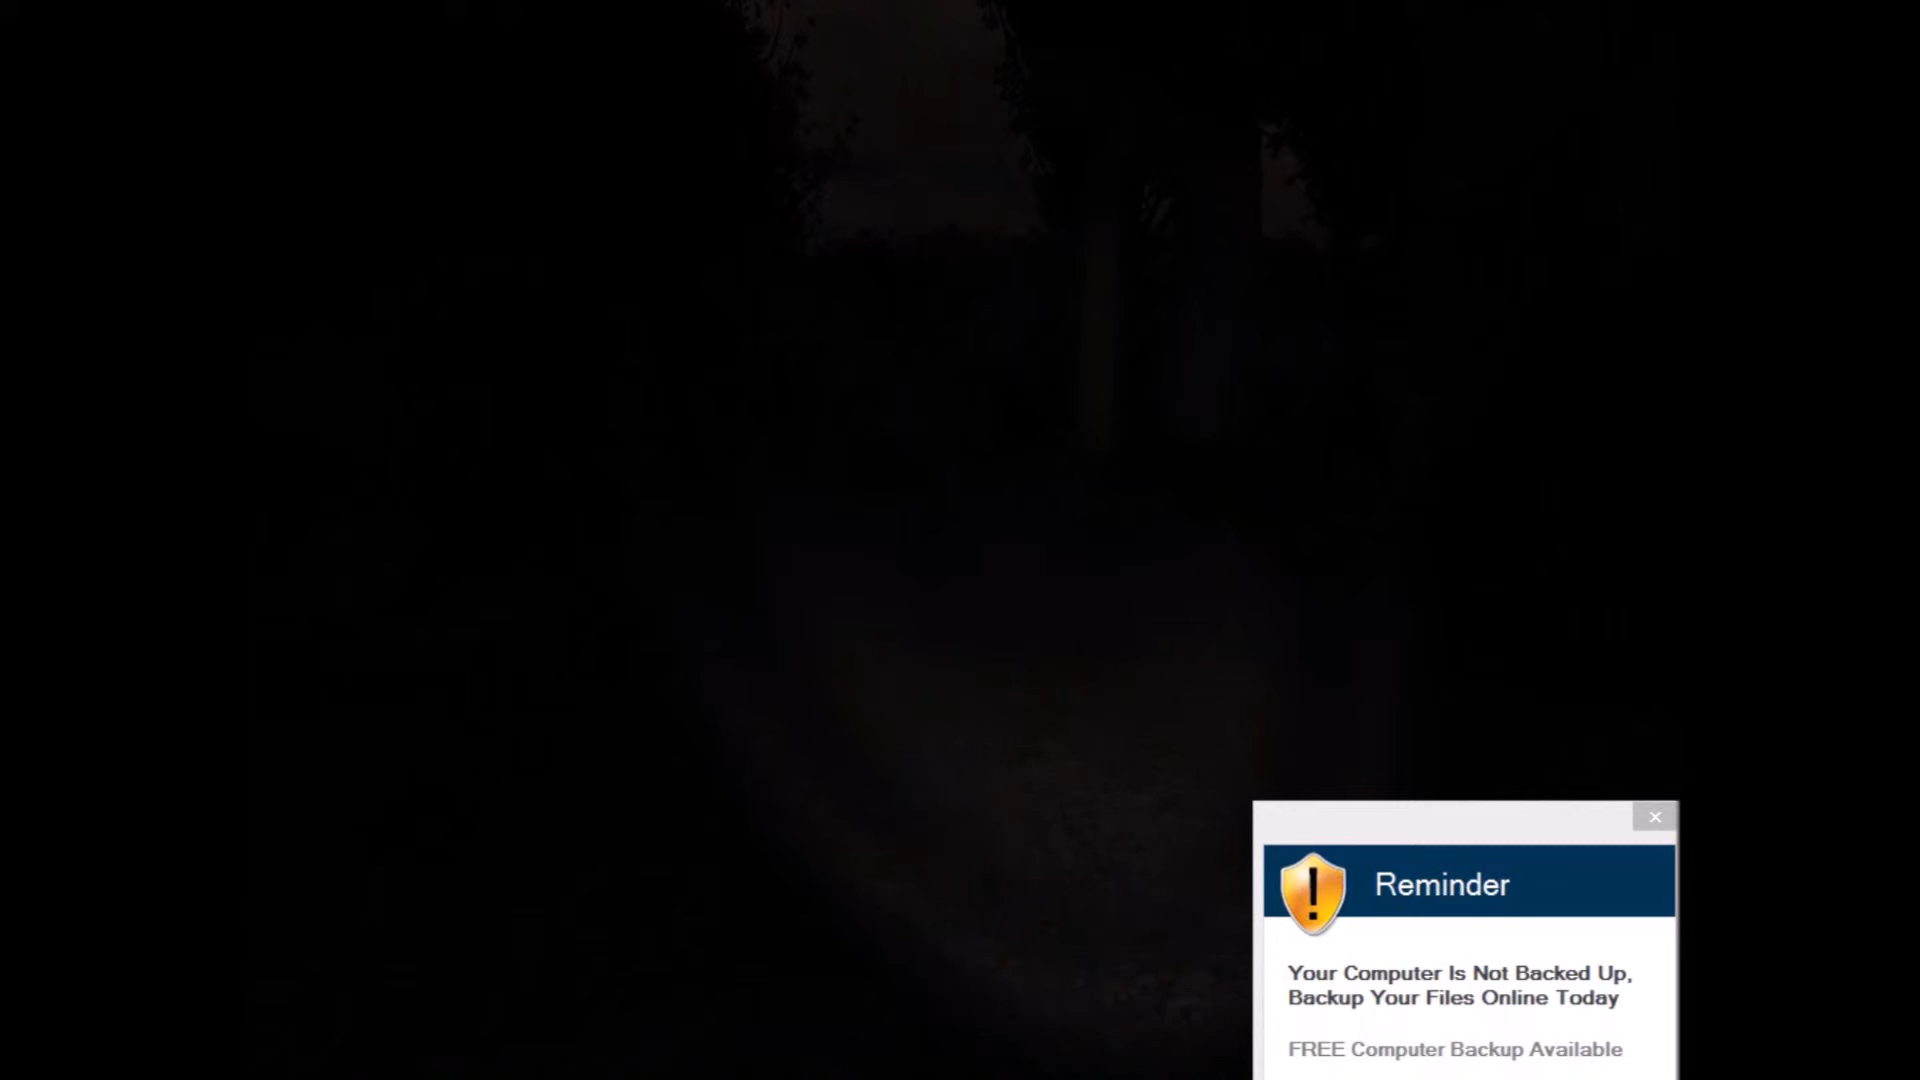 Reminder
Your Computer Is Not Backed Up,
Backup Your Files Online Today
FREE Computer Backup Available